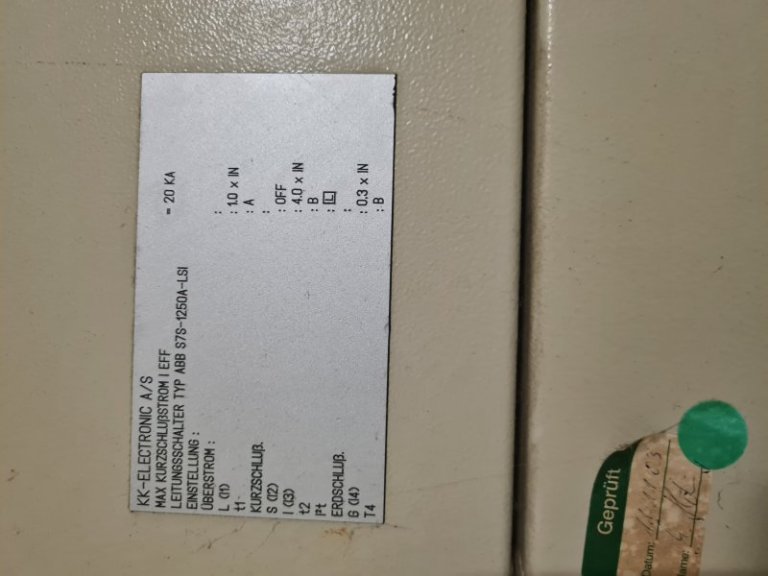 KK-ELECTRONIC A/S
MAX KURZSCHLUßSTROM I EFF = 20 KA
LEITUNGSSCHALTER TYP ABB S7S-1250A-LSI
EINSTELLUNG :
ÜBERSTROM : :
L (I1) : 1.0 x IN
t1 : A
KURZSCHLUß. :
S (I2) : OFF
I (I3) : 4.0 x IN
t2 : B
I²t : L
ERDSCHLUß. :
G (I4) : 0.3 x IN
T4 : B
Geprüft
Datum: